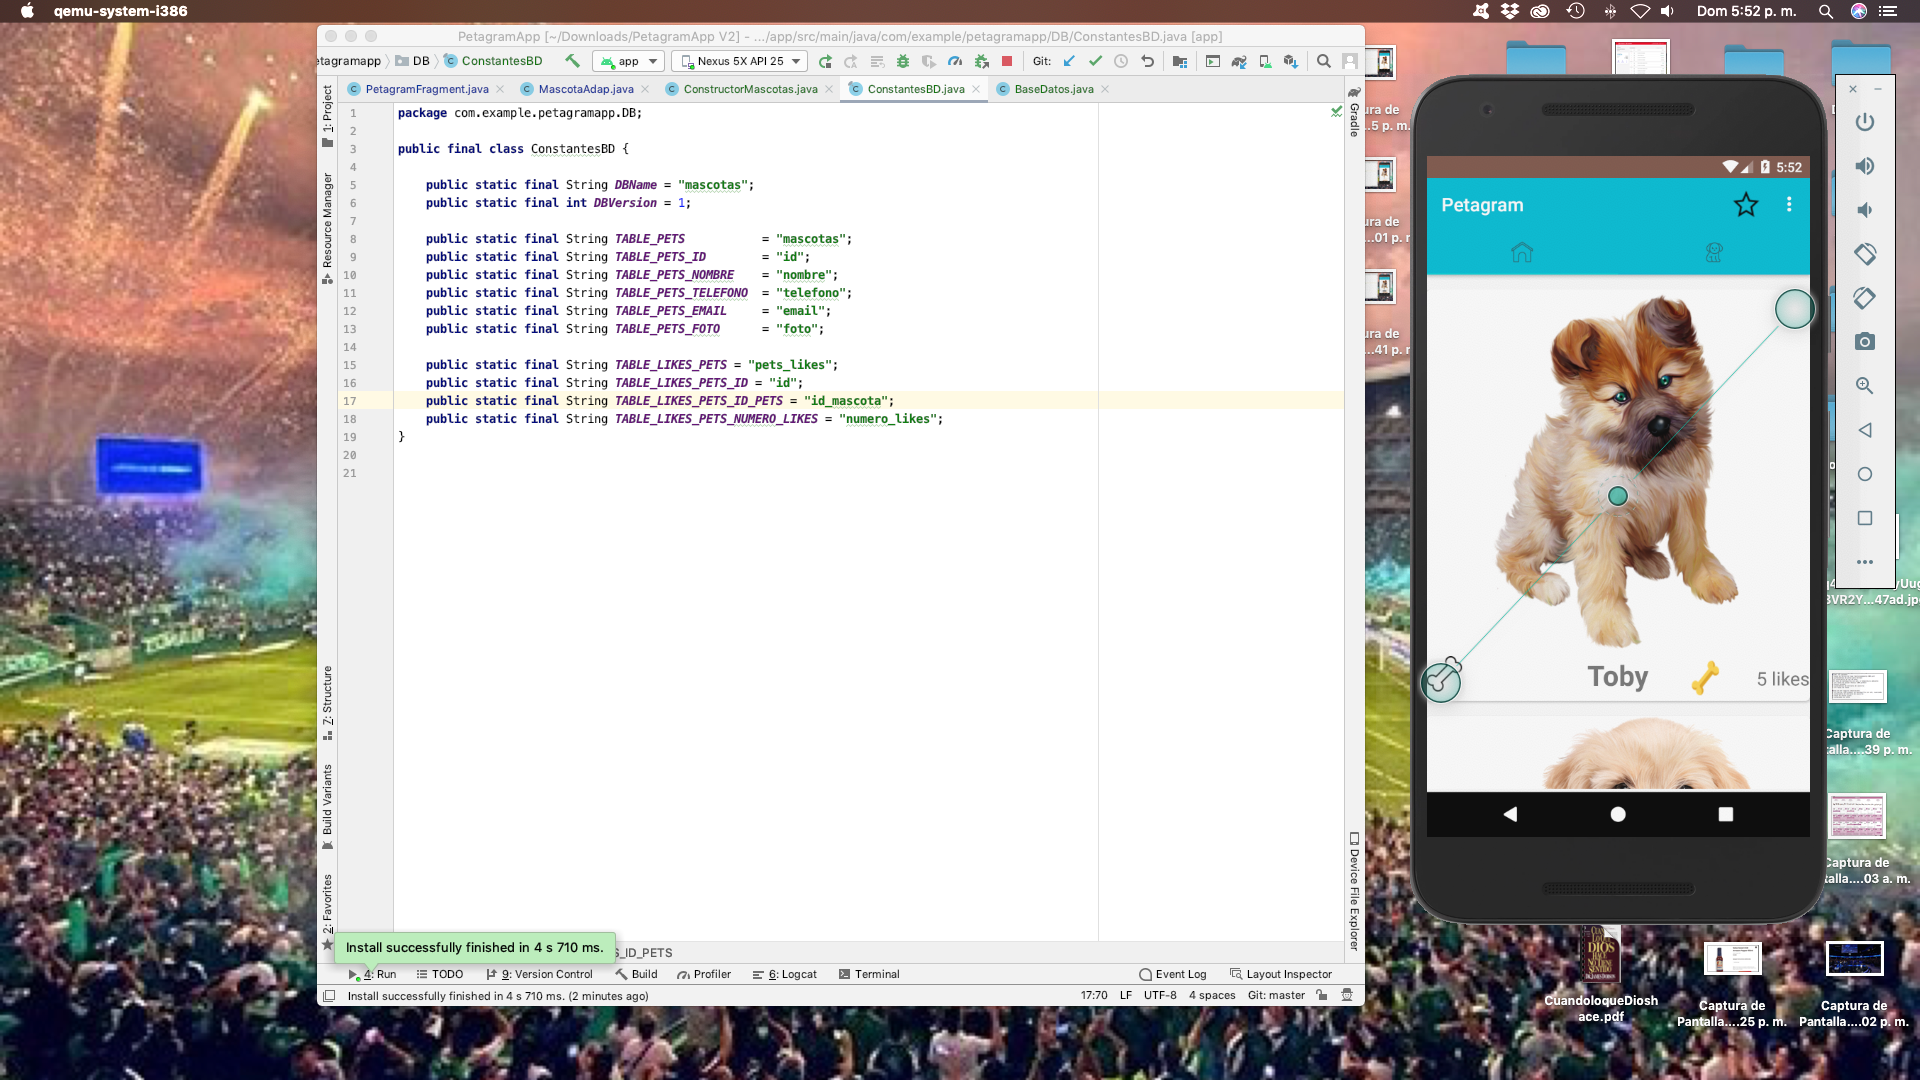 qemu-system-i386
Dom 5:52 p. m.
PetagramApp [~/Downloads/PetagramApp V2] - .../app/src/main/java/com/example/petagramapp/DB/ConstantesBD.java [app]
etagramapp
DB
ConstantesBD
app
Nexus 5X API 25
Git:
PetagramFragment.java
MascotaAdap.java
ConstructorMascotas.java
ConstantesBD.java
BaseDatos.java
1: Project
Resource Manager
7: Structure
Build Variants
2: Favorites
1 package com.example.petagramapp.DB;
2
3 public final class ConstantesBD {
4
5 public static final String DBName = "mascotas";
6 public static final int DBVersion = 1;
7
8 public static final String TABLE_PETS = "mascotas";
9 public static final String TABLE_PETS_ID = "id";
10 public static final String TABLE_PETS_NOMBRE = "nombre";
11 public static final String TABLE_PETS_TELEFONO = "telefono";
12 public static final String TABLE_PETS_EMAIL = "email";
13 public static final String TABLE_PETS_FOTO = "foto";
14
15 public static final String TABLE_LIKES_PETS = "pets_likes";
16 public static final String TABLE_LIKES_PETS_ID = "id";
17 public static final String TABLE_LIKES_PETS_ID_PETS = "id_mascota";
18 public static final String TABLE_LIKES_PETS_NUMERO_LIKES = "numero_likes";
19 }
20
21
Gradle
Device File Explorer
Install successfully finished in 4 s 710 ms.
S_ID_PETS
4: Run
TODO
9: Version Control
Build
Profiler
6: Logcat
Terminal
Event Log
Layout Inspector
Install successfully finished in 4 s 710 ms. (2 minutes ago)
17:70
LF
UTF-8
4 spaces
Git: master
5:52
Petagram
Toby
5 likes
ura de
...5 p. m.
ura de
...01 p. m
ura de
...41 p. m
BVR2Y...47ad.jpe
Captura de
talla....39 p. m.
Captura de
talla....03 a. m.
CuandoloqueDiosh
ace.pdf
Captura de
Pantalla....25 p. m.
Captura de
Pantalla....02 p. m.